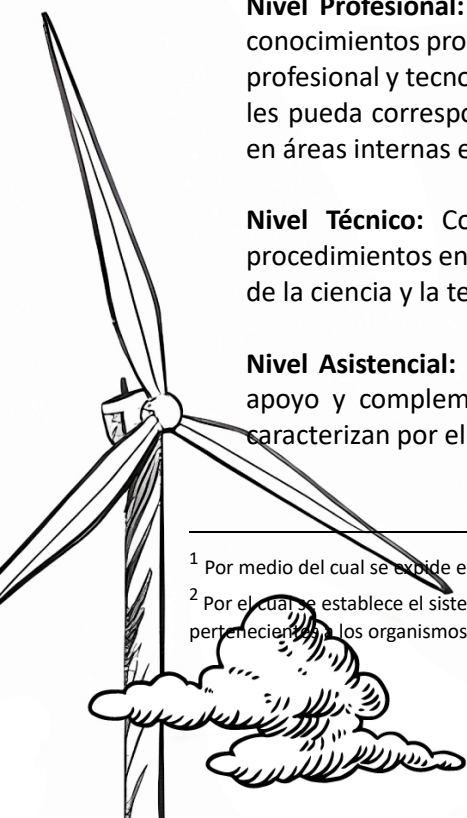 Nivel Profesional:
conocimientos pro
profesional y tecno
les pueda correspo
en áreas internas e
Nivel Técnico: Co
procedimientos en
de la ciencia y la te
Nivel Asistencial:
apoyo y complem
caracterizan por el
1 Por medio del cual se expide e
2 Por el cual se establece el siste
pertenecientes a los organismos